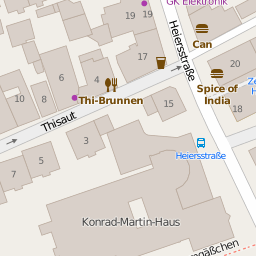 GK Elektronik
19
19
Can
17
20
Heiersstraße
4
6
8
10
Thi-Brunnen
15
Spice of
India
18
Thisaut
3
Heiersstraße
5
7
Konrad-Martin-Haus